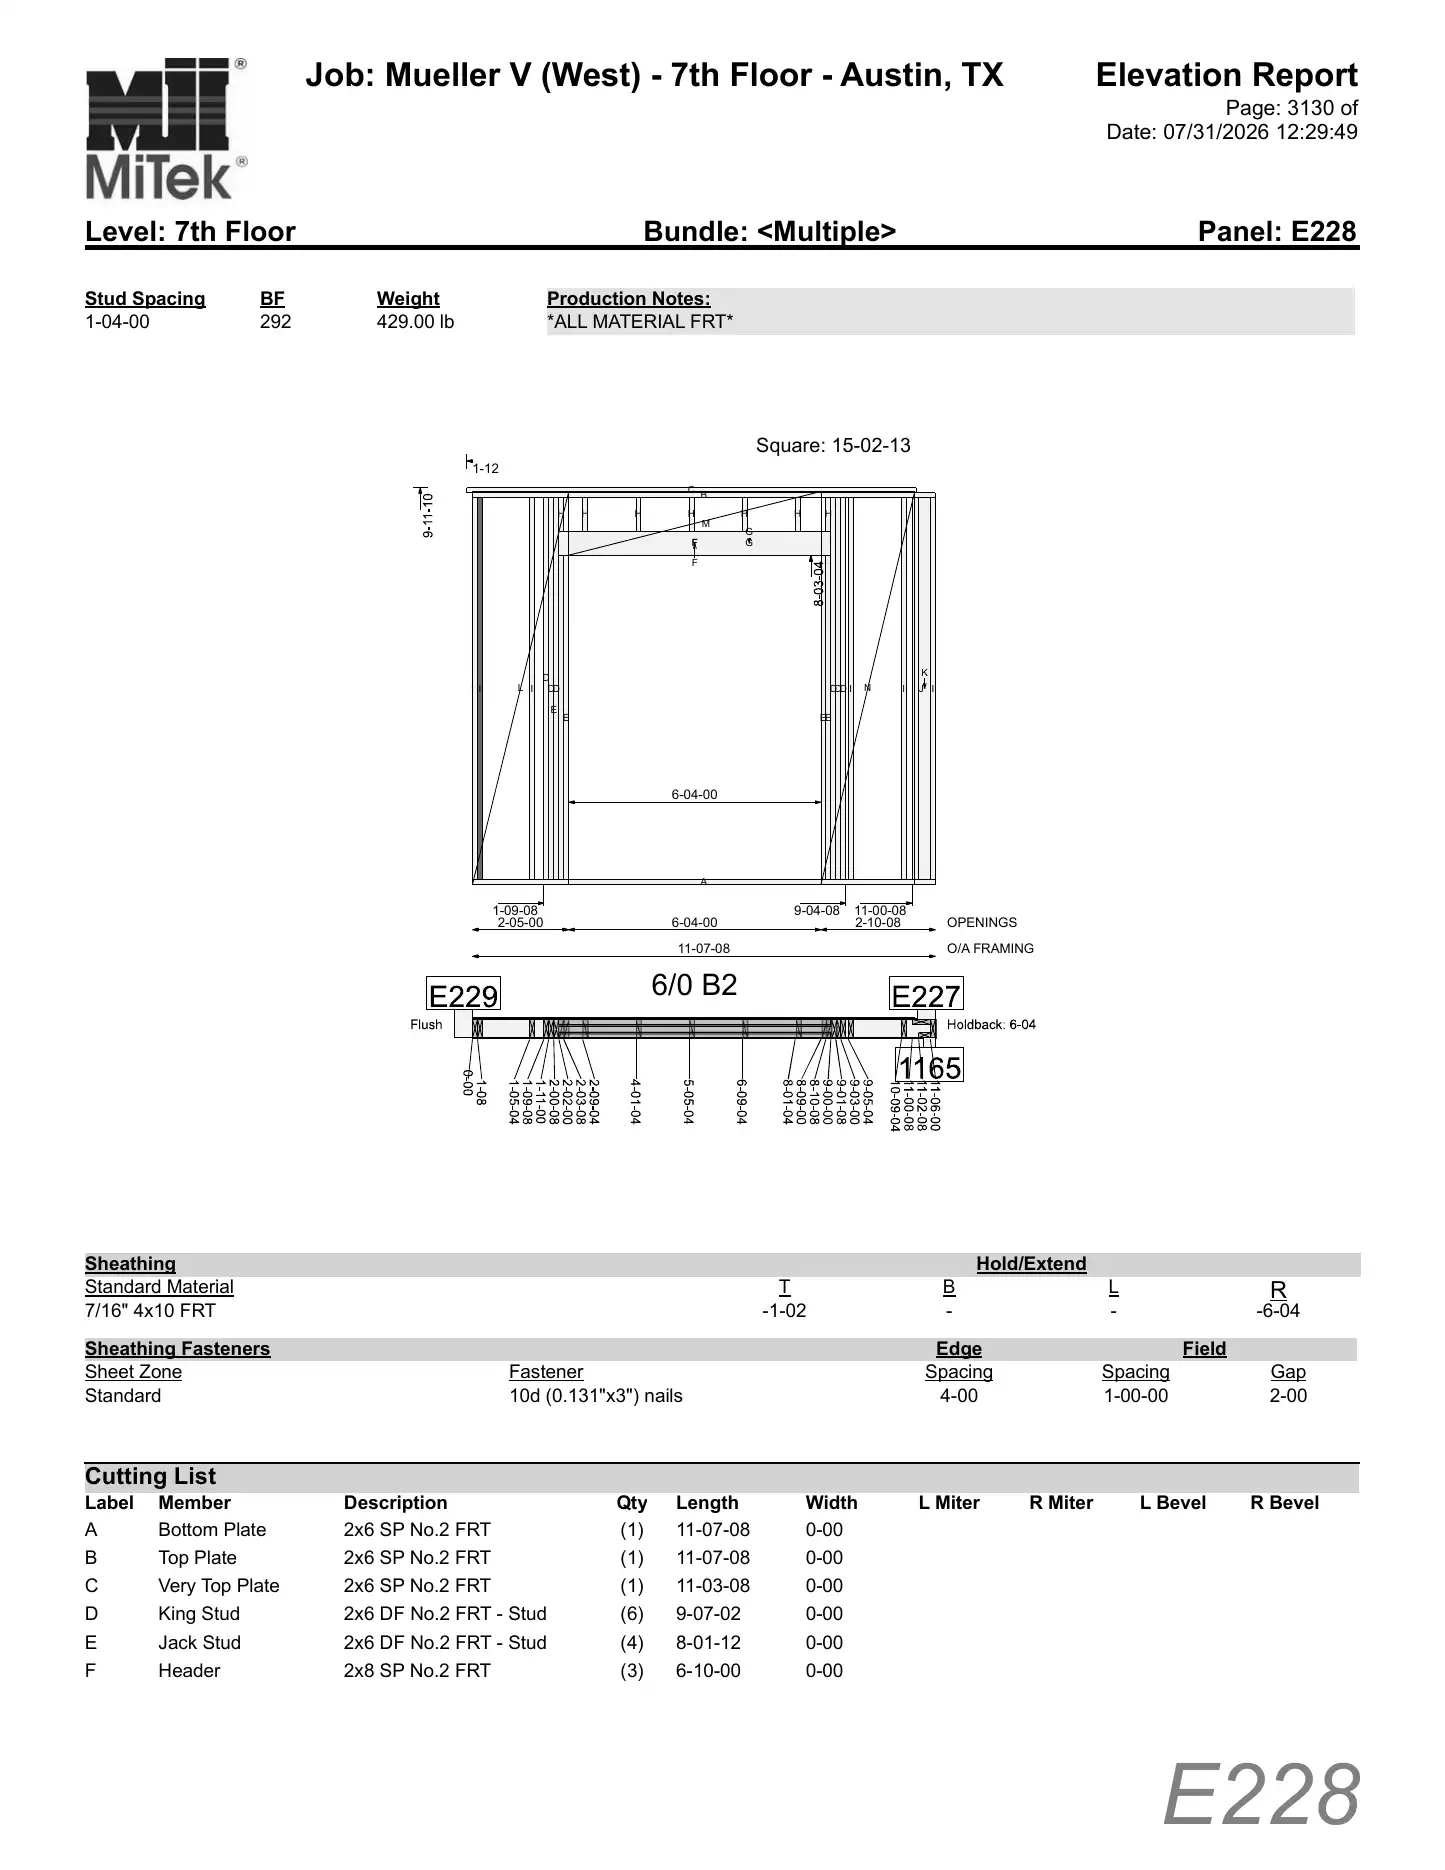 Job: Mueller V (West) - 7th Floor - Austin, TX
Elevation Report
Page: 3130 of
Date: 07/31/2026 12:29:49
MiTek®
Level: 7th Floor
Bundle: <Multiple>
Panel: E228
Stud Spacing BF Weight Production Notes:
1-04-00 292 429.00 lb *ALL MATERIAL FRT*
Square: 15-02-13
1-12
9-11-10
C
B
H H H H H H
M
G
F G
F
8-03-04
K
D
I L I D D D D I N I J I
E
E E E
6-04-00
A
1-09-08 9-04-08 11-00-08
2-05-00 6-04-00 2-10-08 OPENINGS
11-07-08 O/A FRAMING
6/0 B2
E229 E227
Flush Holdback: 6-04
1165
0-00 1-08 1-05-04 1-09-08 1-11-00 2-00-08 2-02-00 2-03-08 2-09-04 4-01-04 5-05-04 6-09-04 8-01-04 8-09-00 8-10-08 9-00-00 9-01-08 9-03-00 9-05-04 10-09-04 11-00-08 11-02-08 11-06-00
Sheathing Hold/Extend
Standard Material T B L R
7/16" 4x10 FRT -1-02 - - -6-04
Sheathing Fasteners Edge Field
Sheet Zone Fastener Spacing Spacing Gap
Standard 10d (0.131"x3") nails 4-00 1-00-00 2-00
Cutting List
Label Member Description Qty Length Width L Miter R Miter L Bevel R Bevel
A Bottom Plate 2x6 SP No.2 FRT (1) 11-07-08 0-00
B Top Plate 2x6 SP No.2 FRT (1) 11-07-08 0-00
C Very Top Plate 2x6 SP No.2 FRT (1) 11-03-08 0-00
D King Stud 2x6 DF No.2 FRT - Stud (6) 9-07-02 0-00
E Jack Stud 2x6 DF No.2 FRT - Stud (4) 8-01-12 0-00
F Header 2x8 SP No.2 FRT (3) 6-10-00 0-00
E228